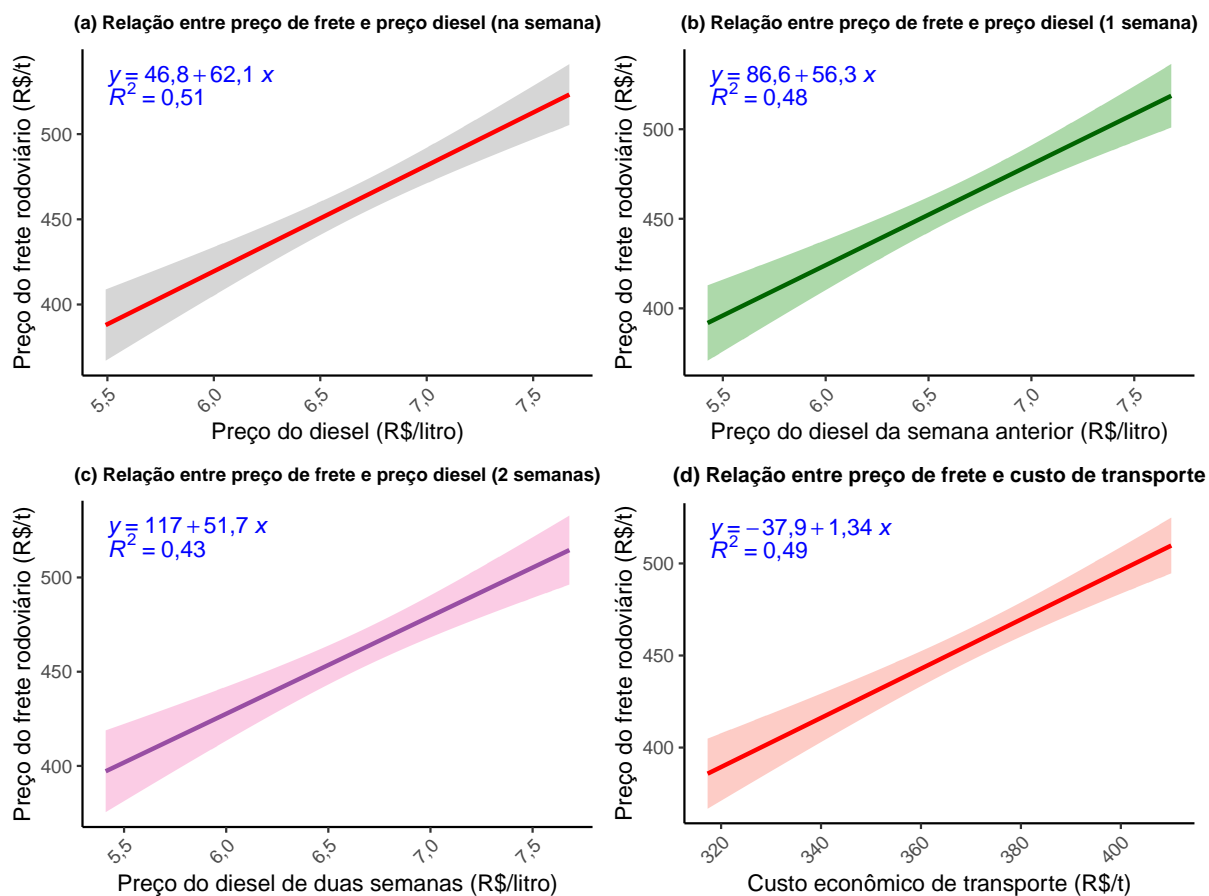 (a) Relação entre preço de frete e preço diesel (na semana)
y = 46,8 + 62,1 x
R² = 0,51
Preço do frete rodoviário (R$/t)
500
450
400
5,5
6,0
6,5
7,0
7,5
Preço do diesel (R$/litro)
(b) Relação entre preço de frete e preço diesel (1 semana)
y = 86,6 + 56,3 x
R² = 0,48
Preço do frete rodoviário (R$/t)
500
450
400
5,5
6,0
6,5
7,0
7,5
Preço do diesel da semana anterior (R$/litro)
(c) Relação entre preço de frete e preço diesel (2 semanas)
y = 117 + 51,7 x
R² = 0,43
Preço do frete rodoviário (R$/t)
500
450
400
5,5
6,0
6,5
7,0
7,5
Preço do diesel de duas semanas (R$/litro)
(d) Relação entre preço de frete e custo de transporte
y = −37,9 + 1,34 x
R² = 0,49
Preço do frete rodoviário (R$/t)
500
450
400
320
340
360
380
400
Custo econômico de transporte (R$/t)